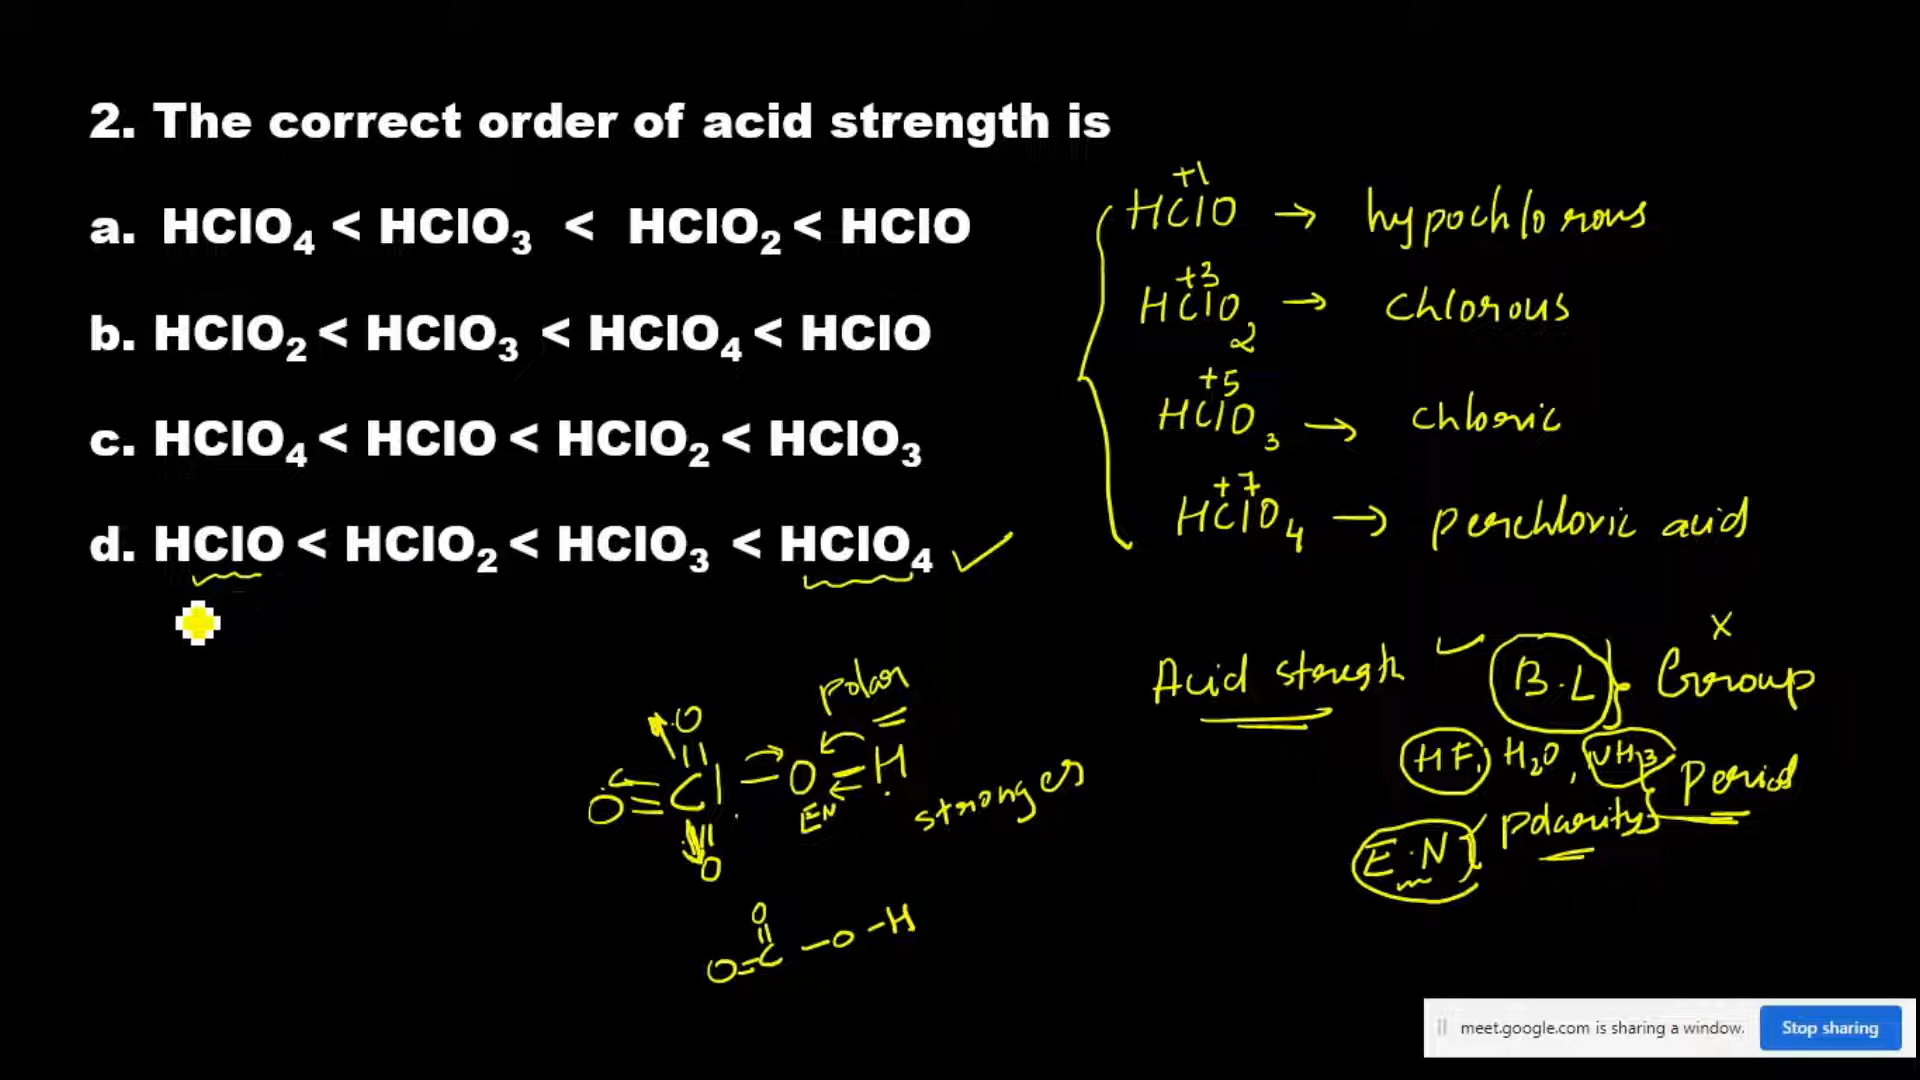 2. The correct order of acid strength is
a. HClO4 < HClO3 < HClO2 < HClO
b. HClO2 < HClO3 < HClO4 < HClO
c. HClO4 < HClO < HClO2 < HClO3
d. HClO < HClO2 < HClO3 < HClO4 ✓
+1
HClO → hypochlorous
+3
HClO2 → chlorous
+5
HClO3 → chloric
+7
HClO4 → perchloric acid
Acid strength ✓ B.L Group x
HF, H2O, NH3 Period
E.N polarity
polar
O
O = Cl – O – H
EN
O
stronger
O
O = C – O – H
meet.google.com is sharing a window. Stop sharing